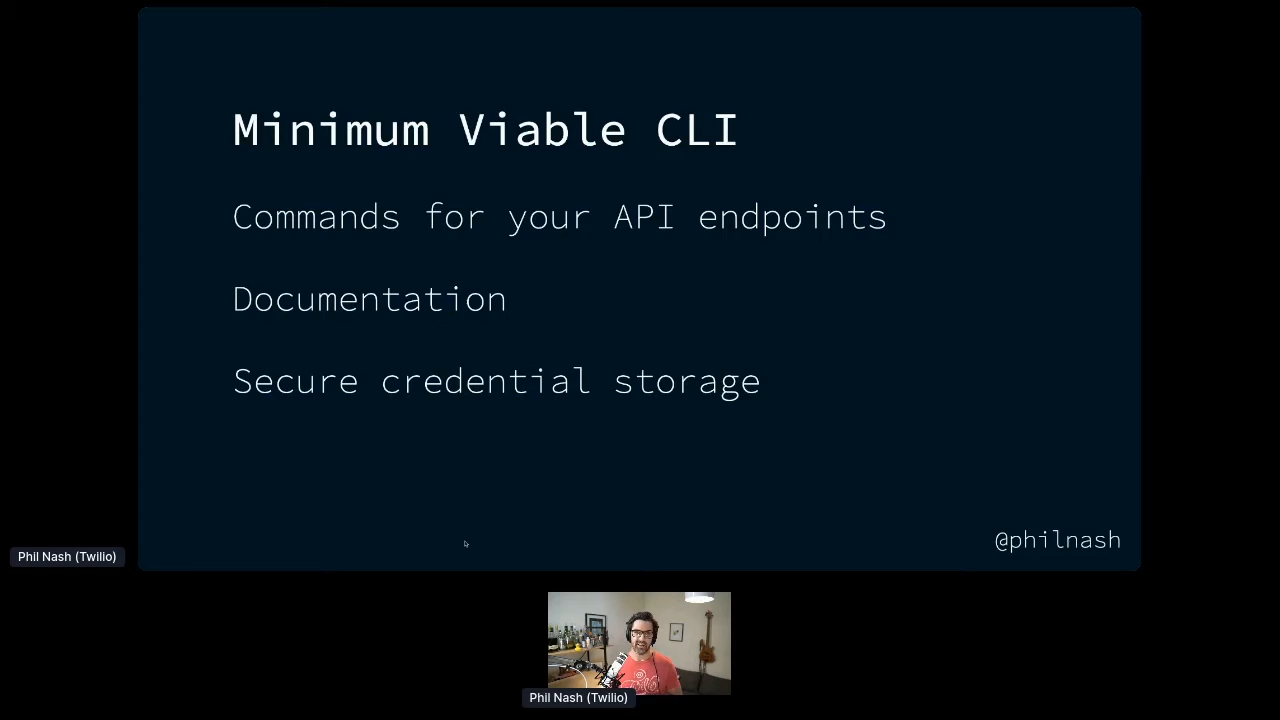 Minimum Viable CLI
Commands for your API endpoints
Documentation
Secure credential storage
@philnash
Phil Nash (Twilio)
Phil Nash (Twilio)